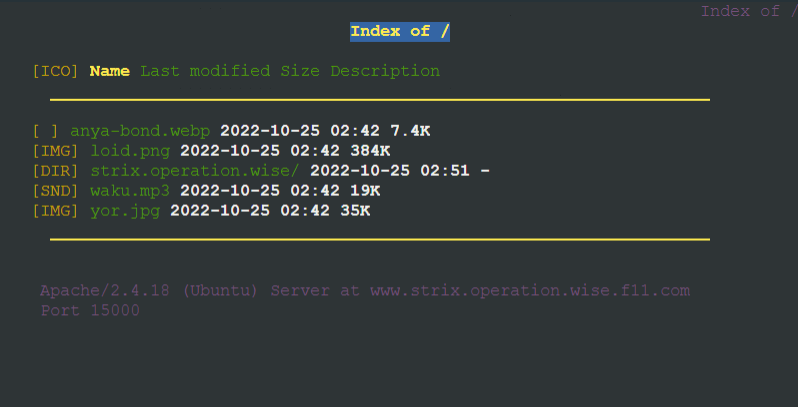 Index of /
Index of /
[ICO] Name Last modified Size Description
[ ] anya-bond.webp 2022-10-25 02:42 7.4K
[IMG] loid.png 2022-10-25 02:42 384K
[DIR] strix.operation.wise/ 2022-10-25 02:51 -
[SND] waku.mp3 2022-10-25 02:42 19K
[IMG] yor.jpg 2022-10-25 02:42 35K
Apache/2.4.18 (Ubuntu) Server at www.strix.operation.wise.f11.com
Port 15000